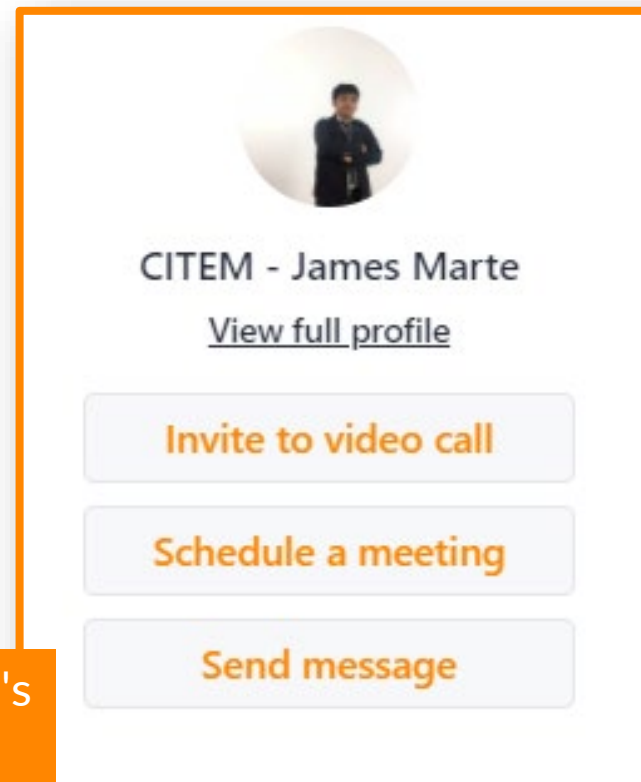 CITEM - James Marte
View full profile
Invite to video call
Schedule a meeting
Send message
's